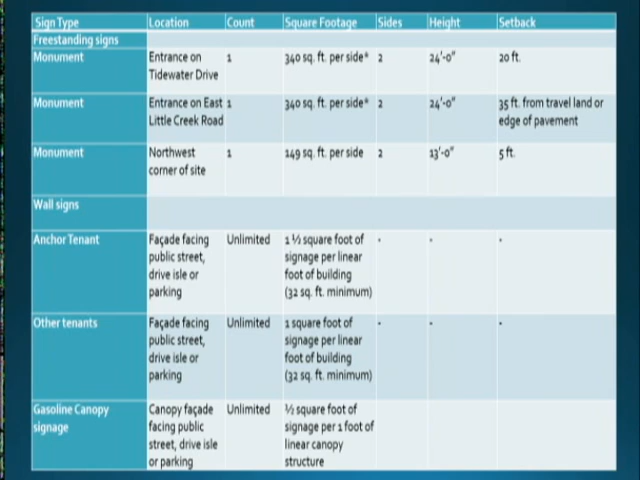 Sign Type Location Count Square Footage Sides Height Setback
Freestanding signs
Monument Entrance on 1 340 sq. ft. per side* 2 24'-0" 20 ft.
Tidewater Drive
Monument Entrance on East 1 340 sq. ft. per side* 2 24'-0" 35 ft. from travel land or
Little Creek Road edge of pavement
Monument Northwest 1 149 sq. ft. per side 2 13'-0" 5 ft.
corner of site
Wall signs
Anchor Tenant Façade facing Unlimited 1 ½ square foot of - - -
public street, signage per linear
drive isle or foot of building
parking (32 sq. ft. minimum)
Other tenants Façade facing Unlimited 1 square foot of - - -
public street, signage per linear
drive isle or foot of building
parking (32 sq. ft. minimum)
Gasoline Canopy Canopy façade Unlimited ½ square foot of
signage facing public signage per 1 foot of
street, drive isle linear canopy
or parking structure